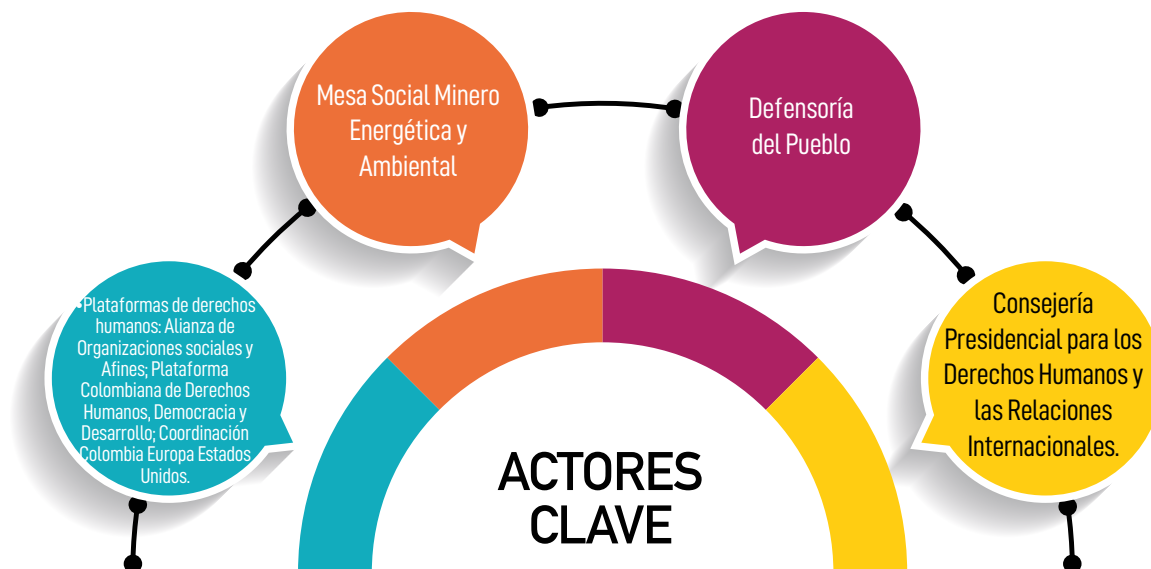 Mesa Social Minero
Energética y
Ambiental
Defensoría
del Pueblo
•Plataformas de derechos
humanos: Alianza de
Organizaciones sociales y
Afines; Plataforma
Colombiana de Derechos
Humanos, Democracia y
Desarrollo; Coordinación
Colombia Europa Estados
Unidos.
Consejería
Presidencial para los
Derechos Humanos y
las Relaciones
Internacionales.
ACTORES
CLAVE